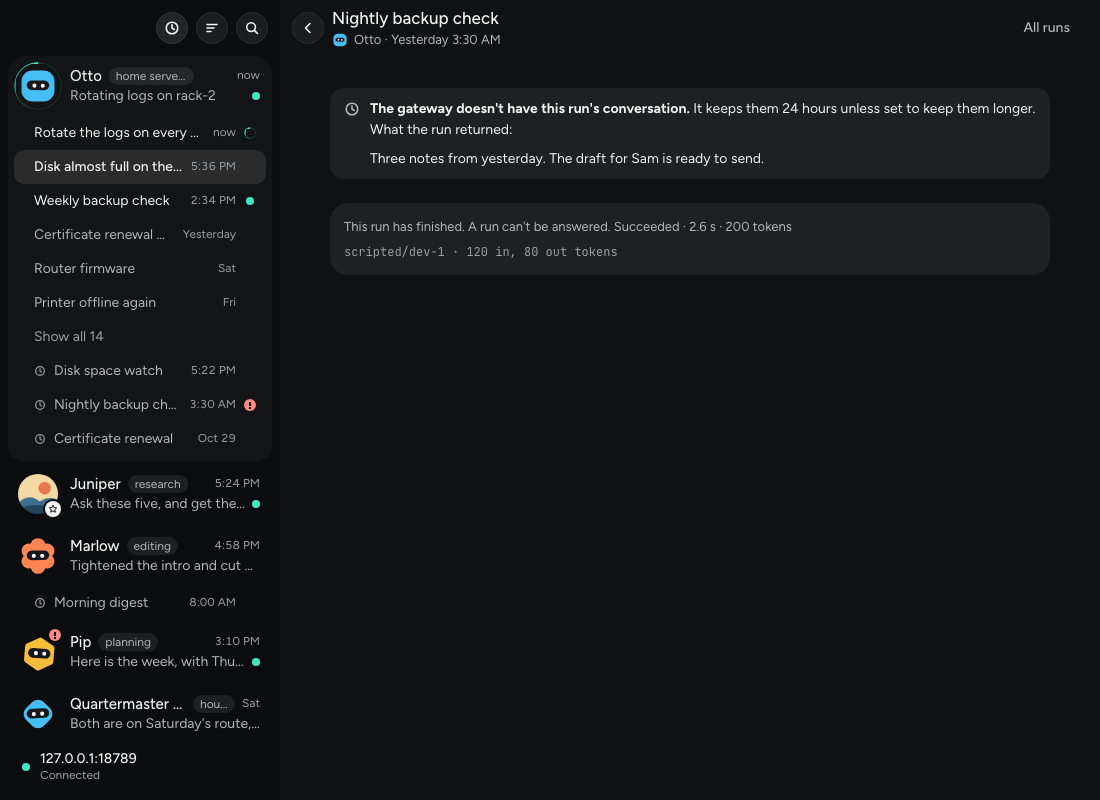 Otto
home serve...
now
Rotating logs on rack-2
Rotate the logs on every ...
now
Disk almost full on the...
5:36 PM
Weekly backup check
2:34 PM
Certificate renewal ...
Yesterday
Router firmware
Sat
Printer offline again
Fri
Show all 14
Disk space watch
5:22 PM
Nightly backup ch...
3:30 AM
Certificate renewal
Oct 29
Juniper
research
5:24 PM
Ask these five, and get the...
Marlow
editing
4:58 PM
Tightened the intro and cut ...
Morning digest
8:00 AM
Pip
planning
3:10 PM
Here is the week, with Thu...
Quartermaster ...
hou...
Sat
Both are on Saturday's route,...
127.0.0.1:18789
Connected
Nightly backup check
Otto · Yesterday 3:30 AM
All runs
The gateway doesn't have this run's conversation. It keeps them 24 hours unless set to keep them longer.
What the run returned:
Three notes from yesterday. The draft for Sam is ready to send.
This run has finished. A run can't be answered. Succeeded · 2.6 s · 200 tokens
scripted/dev-1 · 120 in, 80 out tokens